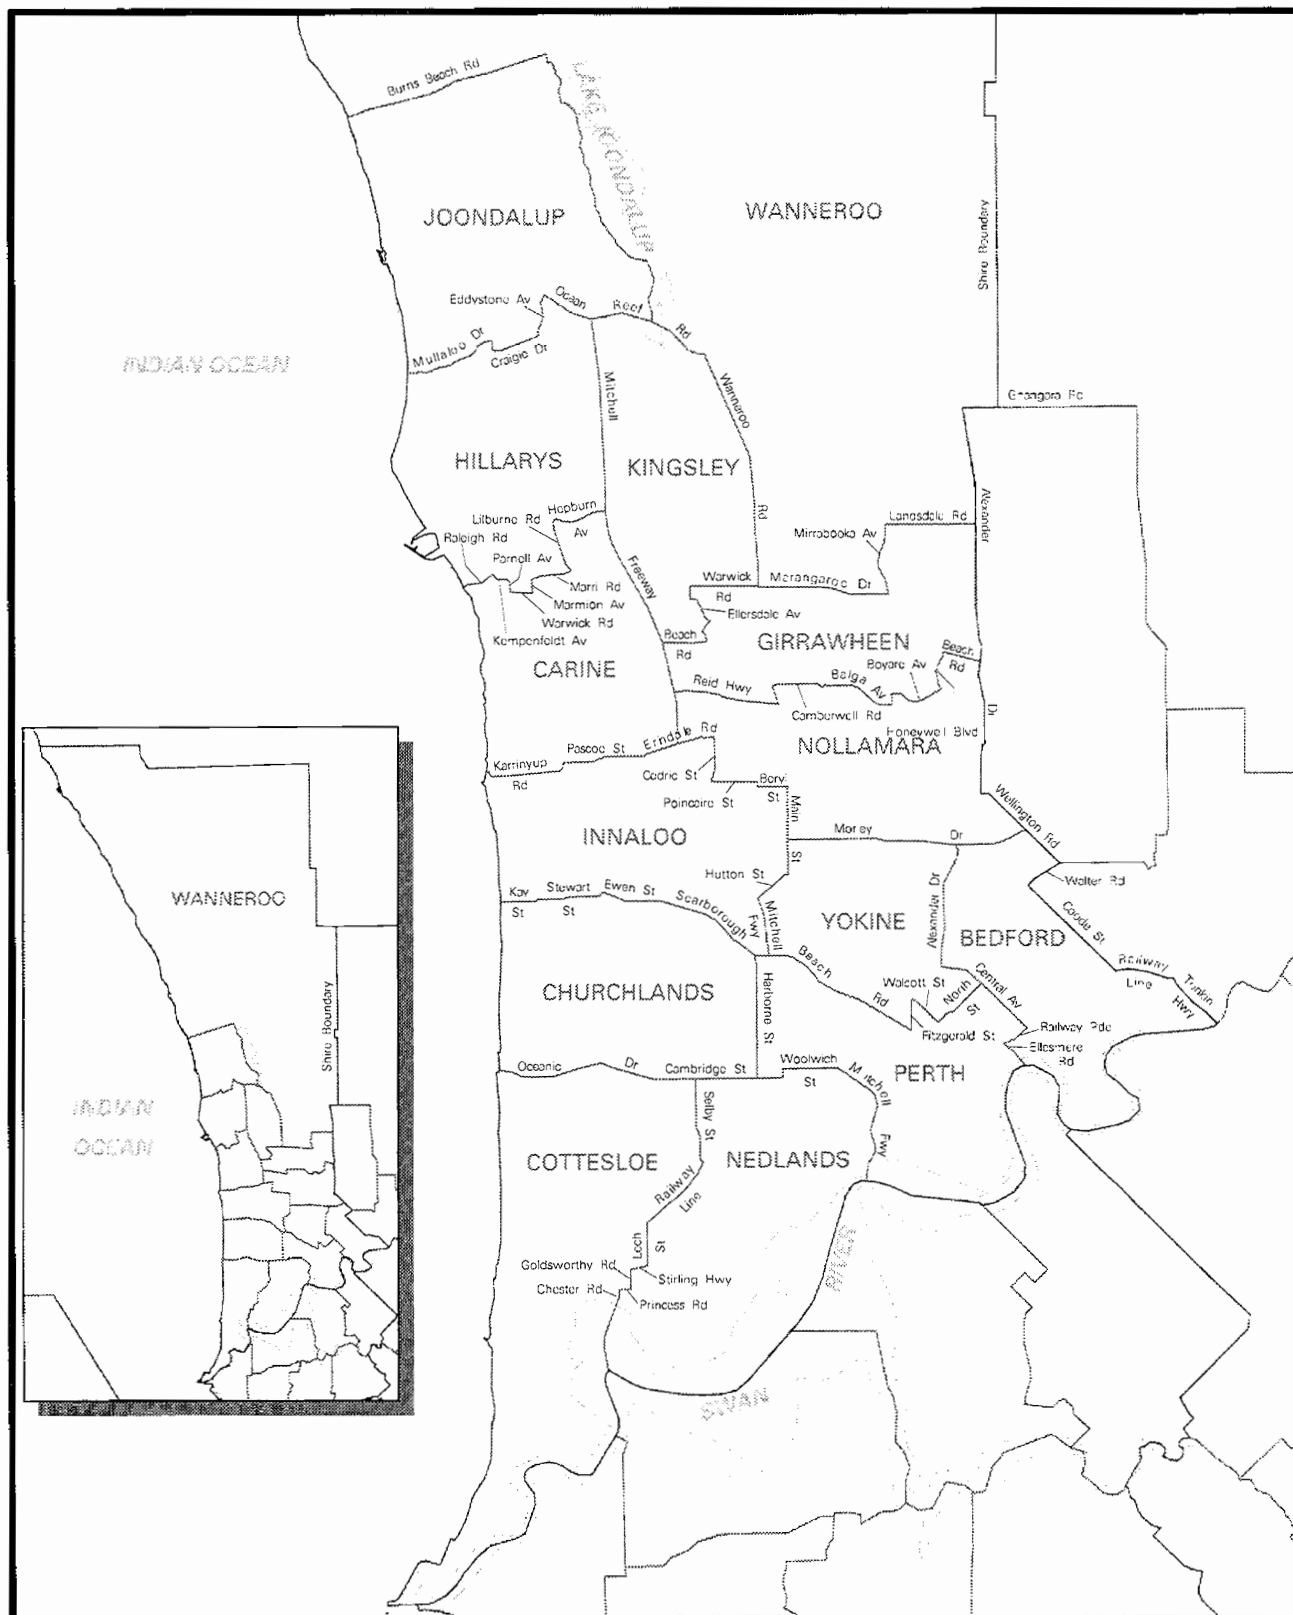 Burns Beach Rd
LAKE JOONDALUP
JOONDALUP
WANNEROO
Shire Boundary
Eddystone Av
Ocean Reef Rd
Mullaloo Dr
Craigie Dr
INDIAN OCEAN
Mitchell
Wanneroo
Gnangara Rd
HILLARYS
KINGSLEY
Hepburn
Av
Lilburne Rd
Raleigh Rd
Parnell Av
Rd
Alexander
Lansdale Rd
Mirrabooka Av
Freeway
Marri Rd
Marmion Av
Warwick Rd
Kempenfeldt Av
Warwick
Rd
Marangaroo Dr
Ellersdale Av
Beach
Rd
GIRRAWHEEN
Beach
Rd
CARINE
Boyare Av
Reid Hwy
Balga Av
Camberwell Rd
Honeywell Blvd
Dr
NOLLAMARA
Karrinyup
Rd
Pascoe St
Erindale Rd
Cedric St
Poincaire St
Beryl
St
Main
St
Wellington Rd
INNALOO
Morley
Dr
Hutton St
Walter Rd
Kay
St
Stewart
St
Ewen St
Scarborough
Mitchell
Fwy
YOKINE
Alexander Dr
BEDFORD
Coode St
Beach
Rd
Railway
Line
Tonkin
Hwy
CHURCHLANDS
Harborne St
Walcott St
North
St
Central Av
Fitzgerald St
Railway Pde
Ellesmere
Rd
Oceanic
Dr
Cambridge St
Woolwich
St
Mitchell
Fwy
PERTH
Selby St
COTTESLOE
NEDLANDS
Railway
Line
Loch
St
Goldsworthy Rd
Stirling Hwy
Chester Rd
Princess Rd
RIVER
SWAN
WANNEROO
Shire Boundary
INDIAN
OCEAN